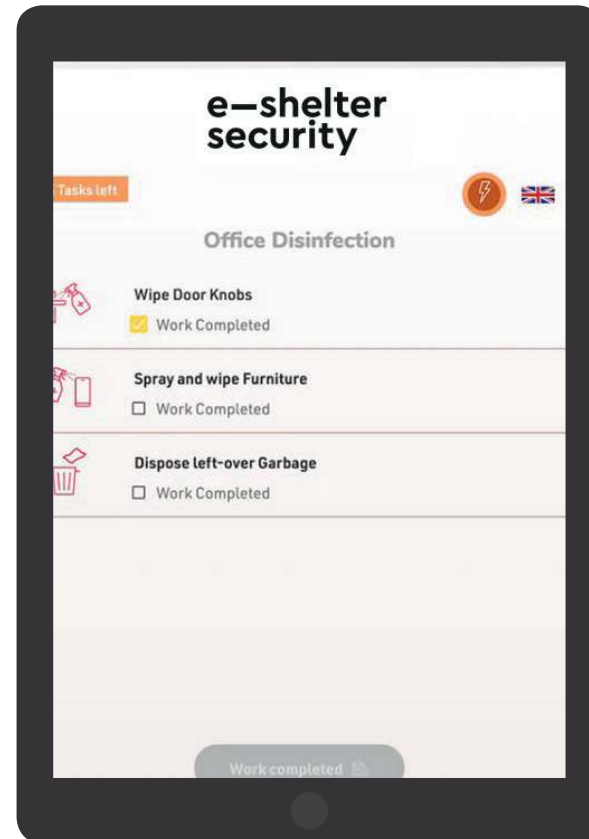 e—shelter
security
Tasks left
Office Disinfection
Wipe Door Knobs
Work Completed
Spray and wipe Furniture
Work Completed
Dispose left-over Garbage
Work Completed
Work completed